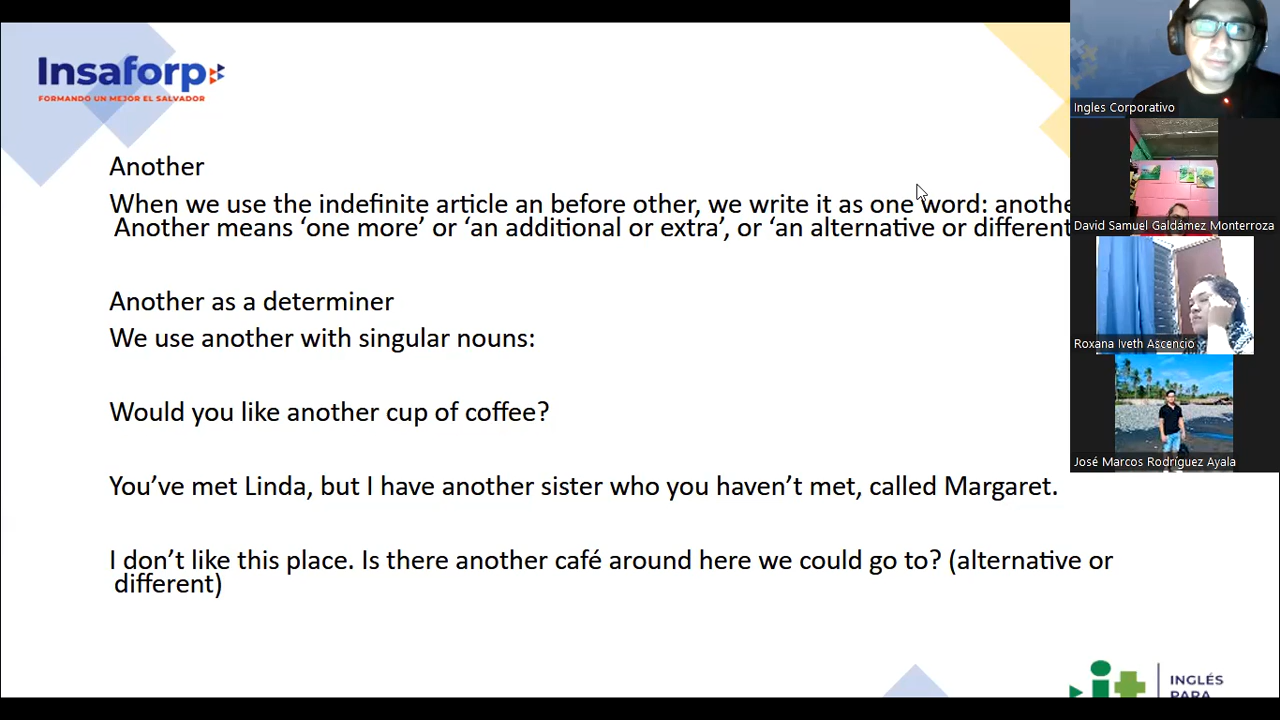 Insaforp
FORMANDO UN MEJOR EL SALVADOR
Another
When we use the indefinite article an before other, we write it as one word: anothe
Another means ‘one more’ or ‘an additional or extra’, or ‘an alternative or different
Another as a determiner
We use another with singular nouns:
Would you like another cup of coffee?
You’ve met Linda, but I have another sister who you haven’t met, called Margaret.
I don’t like this place. Is there another café around here we could go to? (alternative or
different)
Ingles Corporativo
David Samuel Galdámez Monterroza
Roxana Iveth Ascencio
José Marcos Rodríguez Ayala
it
INGLÉS
PARA